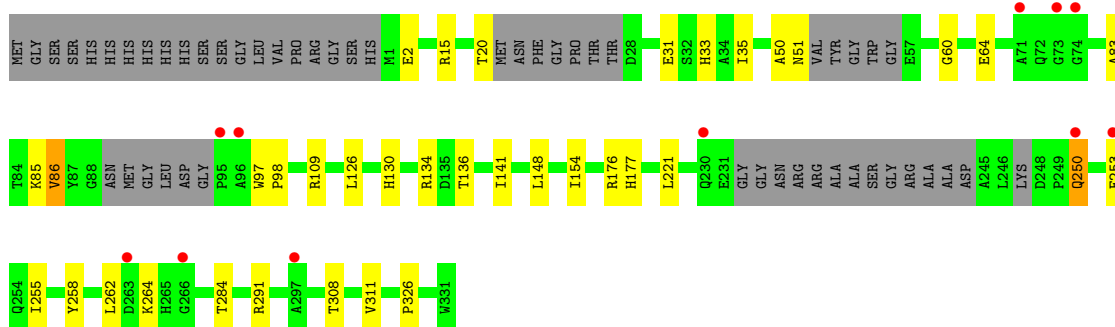 MET GLY SER SER HIS HIS HIS HIS HIS HIS SER SER GLY LEU VAL PRO ARG GLY SER HIS M1 E2 R15 T20 MET ASN PHE GLY PRO THR THR D28 E31 S32 H33 A34 I35 A50 N51 VAL TYR GLY TRP GLY E57 G60 E64 A71 Q72 G73 G74 A83
T84 K85 V86 Y87 G88 ASN MET GLY LEU ASP GLY P95 A96 W97 P98 R109 L126 H130 R134 D135 T136 I141 L148 I154 R176 H177 L221 Q230 E231 GLY GLY ASN ARG ARG ALA ALA SER GLY ARG ALA ALA ASP A245 L246 LYS D248 P249 Q250
Q254 I255 Y258 L262 D263 K264 H265 G266 T284 R291 A297 T308 V311 P326 W331